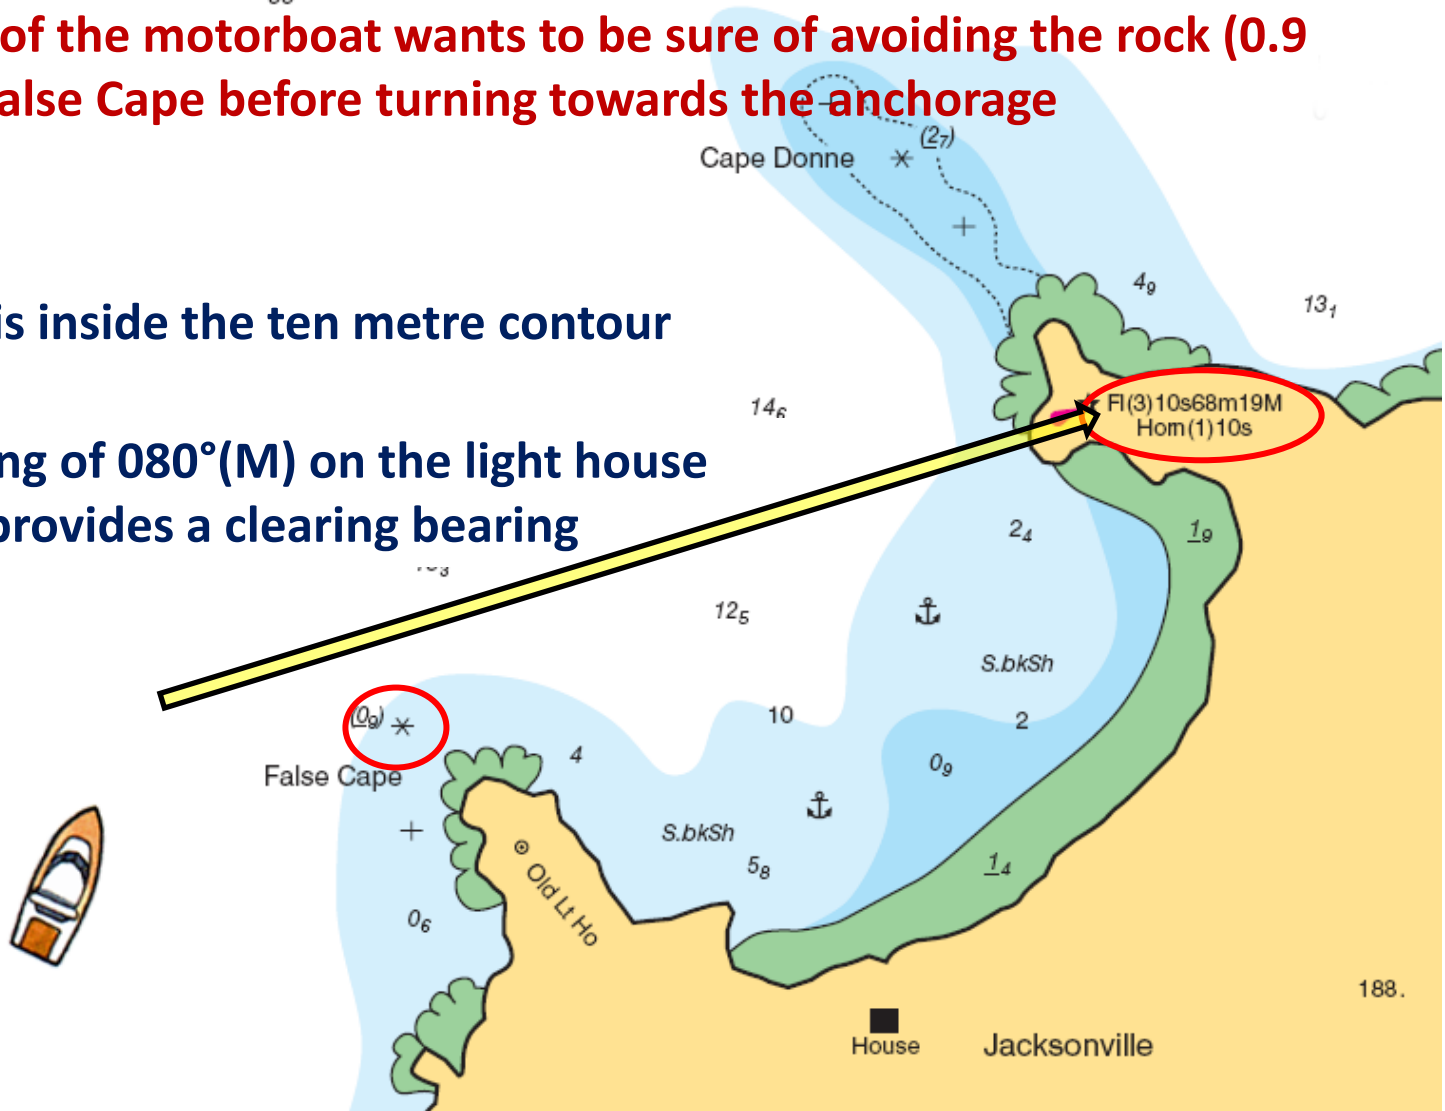 of the motorboat wants to be sure of avoiding the rock (0.9
alse Cape before turning towards the anchorage
(27)
Cape Donne
49
131
is inside the ten metre contour
146
Fl(3)10s68m19M
Horn(1)10s
ng of 080°(M) on the light house
provides a clearing bearing
24
19
125
S.bkSh
(09)
10
2
4
09
False Cape
S.bkSh
58
14
Old Lt Ho
06
188.
House
Jacksonville